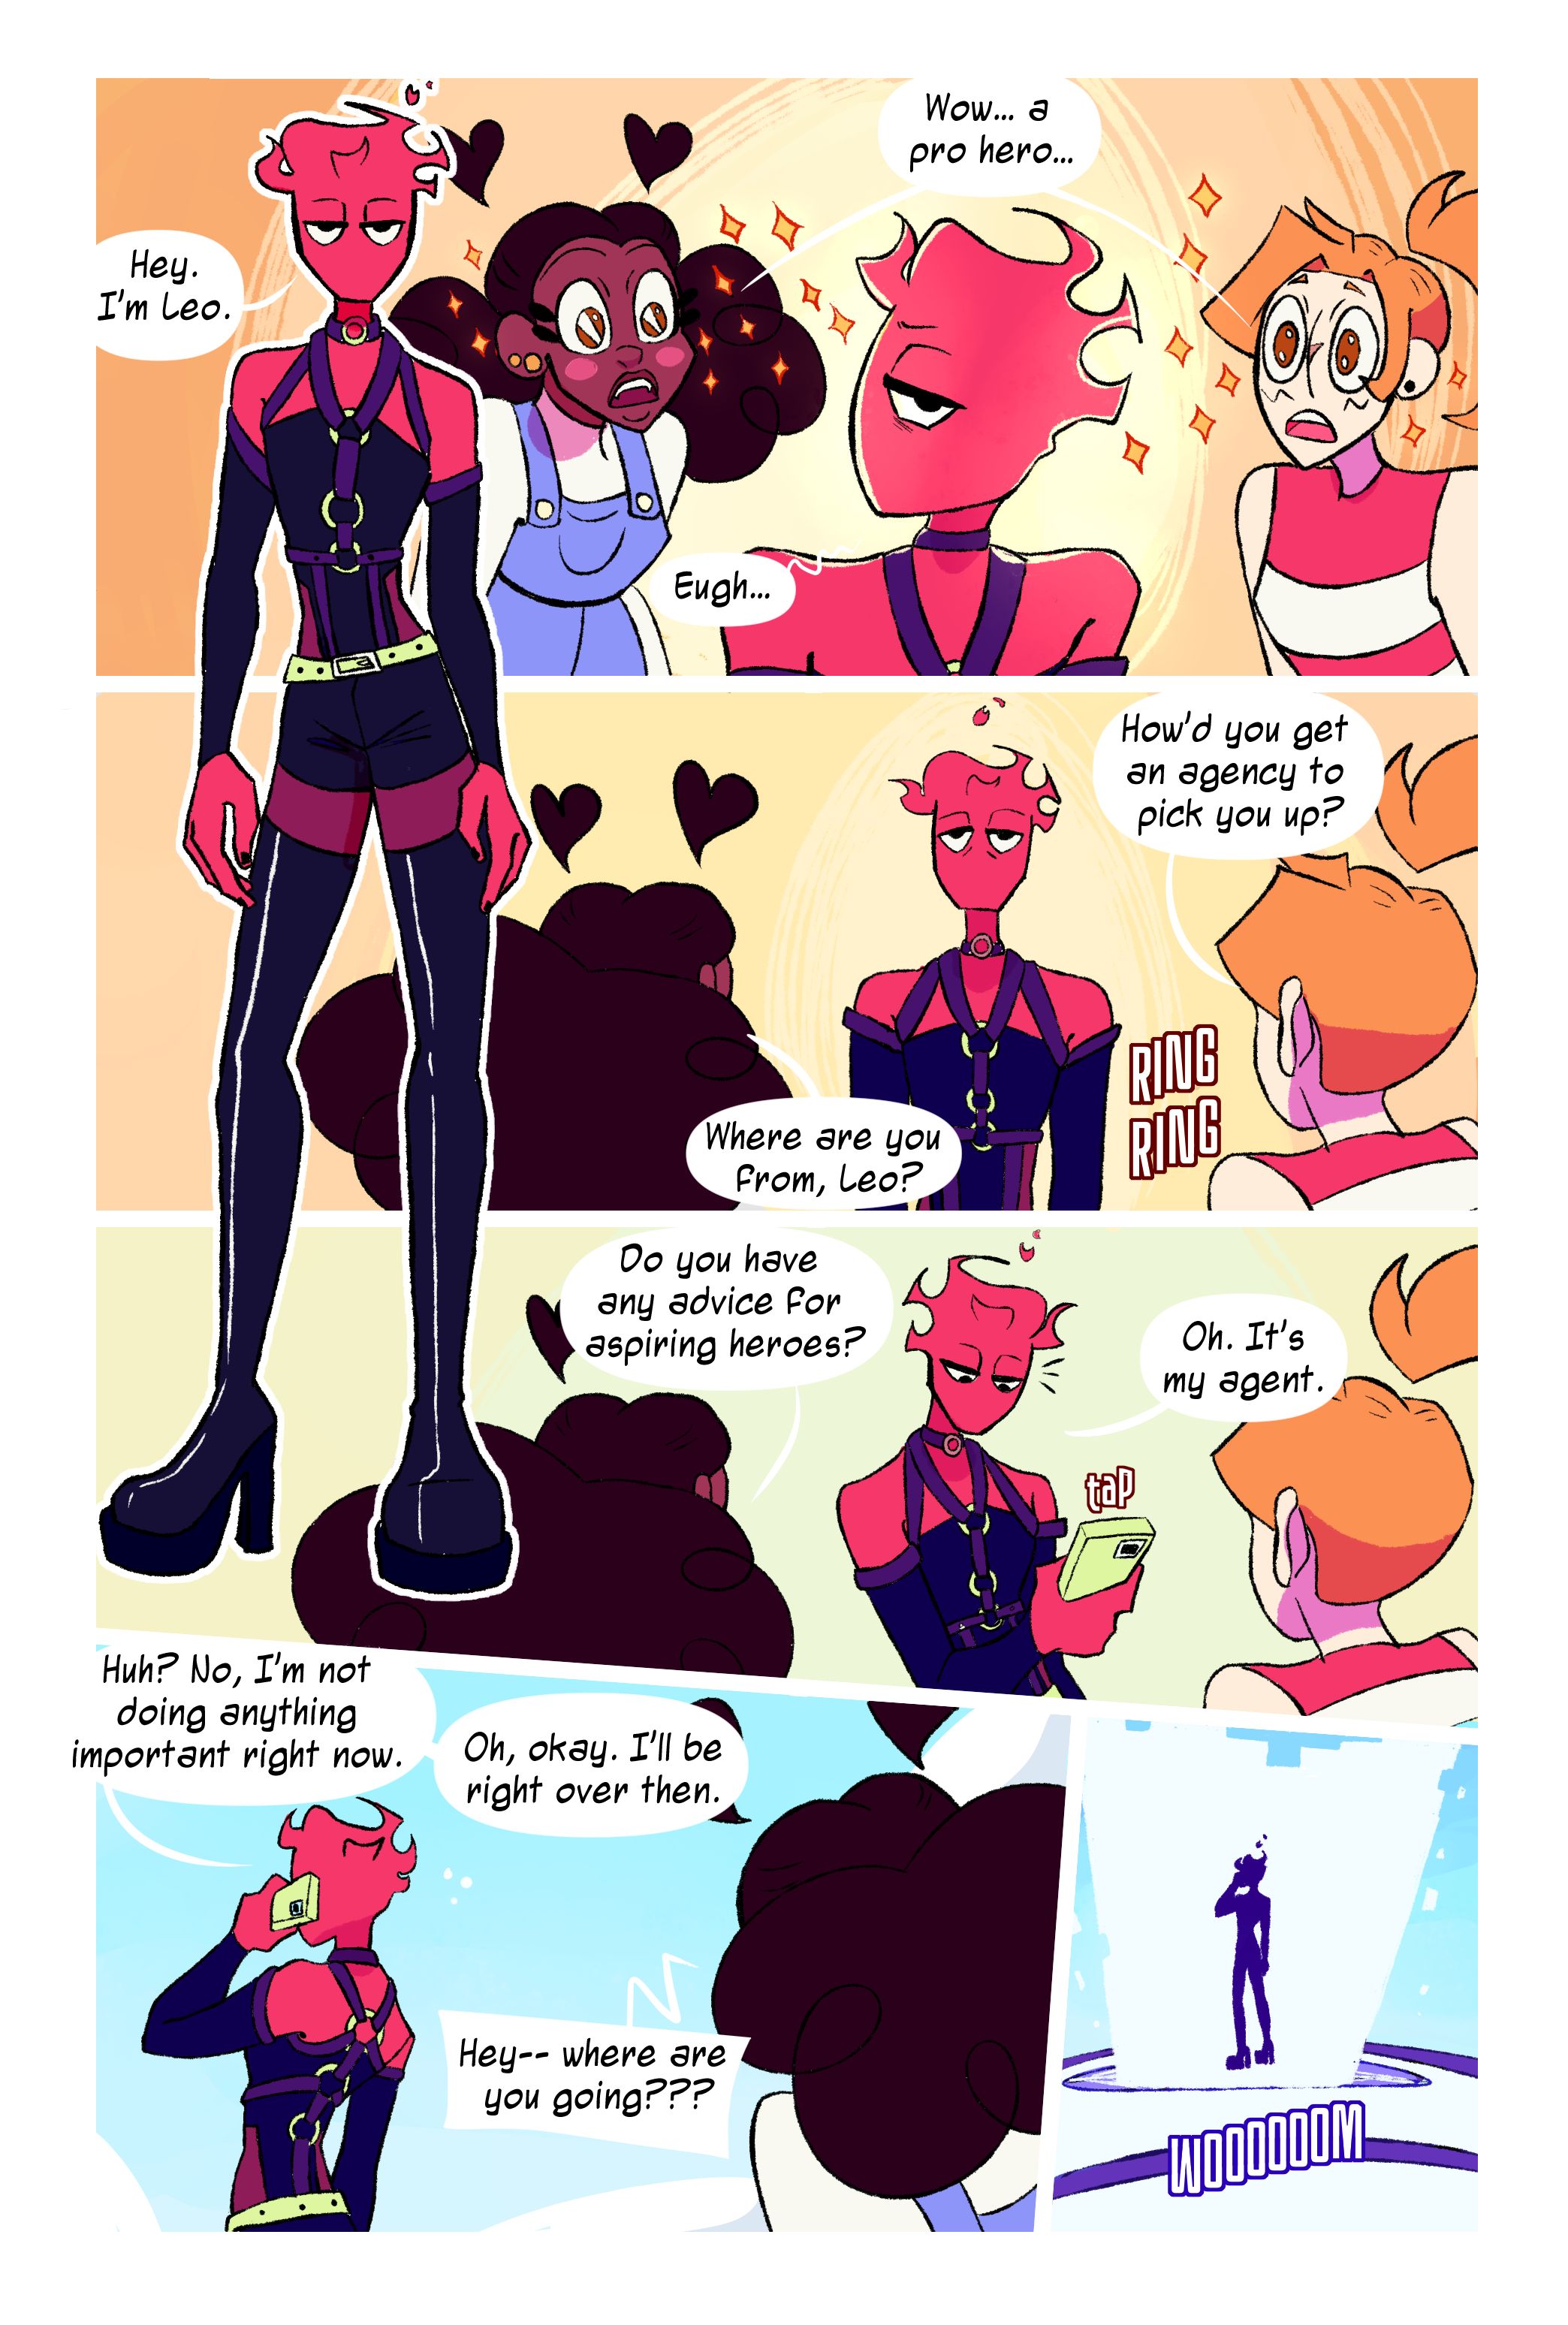 Hey.
I'm Leo.
Wow... a
pro hero...
Eugh...
How'd you get
an agency to
pick you up?
RING
RING
Where are you
from, Leo?
Do you have
any advice for
aspiring heroes?
Oh. It's
my agent.
tap
Huh? No, I'm not
doing anything
important right now.
Oh, okay. I'll be
right over then.
Hey-- where are
you going???
WOOOOOOM